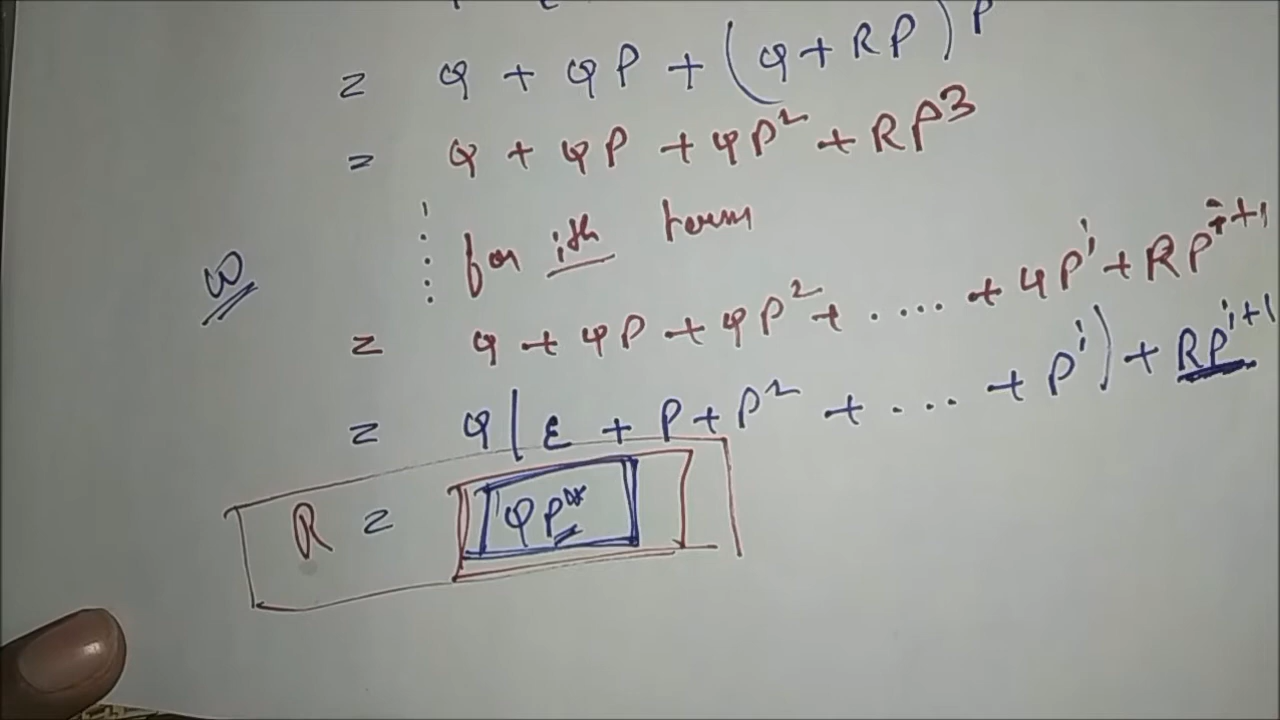 = Q + QP + (Q + RP)P
= Q + QP + QP² + RP³
for ith term
ω
= Q + QP + QP² + .... + QPⁱ + RPⁱ⁺¹
= Q(ε + P + P² + ... + Pⁱ) + RPⁱ⁺¹
R = QP*